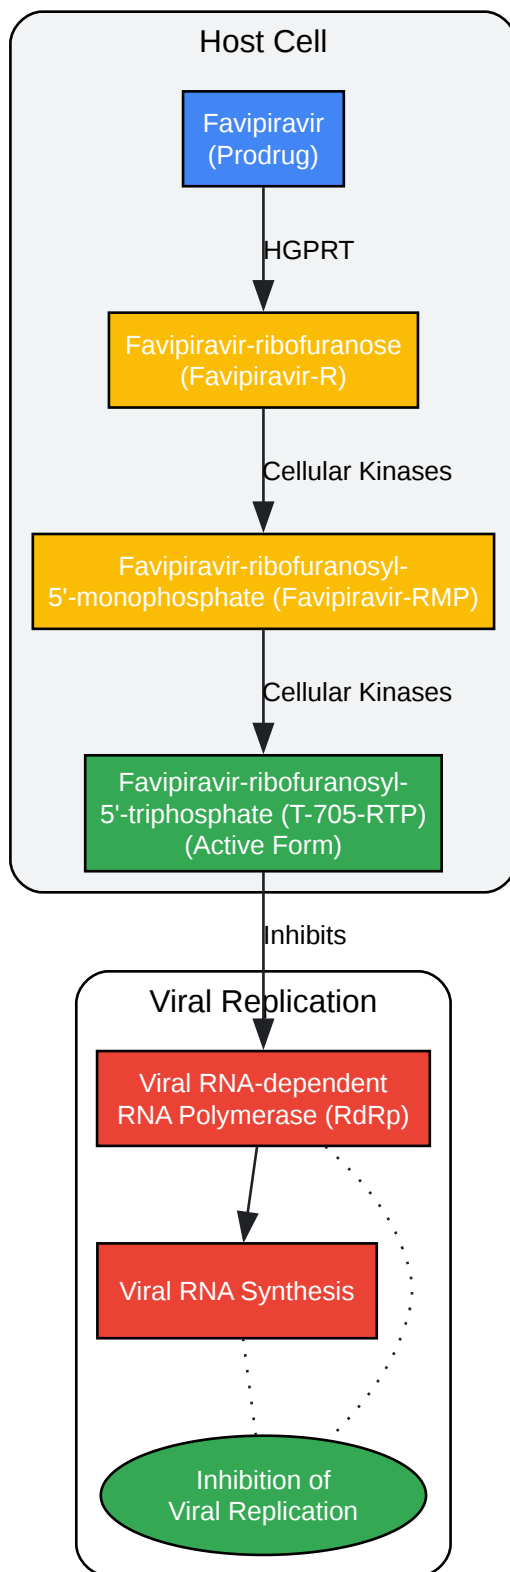 Host Cell
Favipiravir
(Prodrug)
HGPRT
Favipiravir-ribofuranose
(Favipiravir-R)
Cellular Kinases
Favipiravir-ribofuranosyl-
5'-monophosphate (Favipiravir-RMP)
Cellular Kinases
Favipiravir-ribofuranosyl-
5'-triphosphate (T-705-RTP)
(Active Form)
Inhibits
Viral Replication
Viral RNA-dependent
RNA Polymerase (RdRp)
Viral RNA Synthesis
Inhibition of
Viral Replication